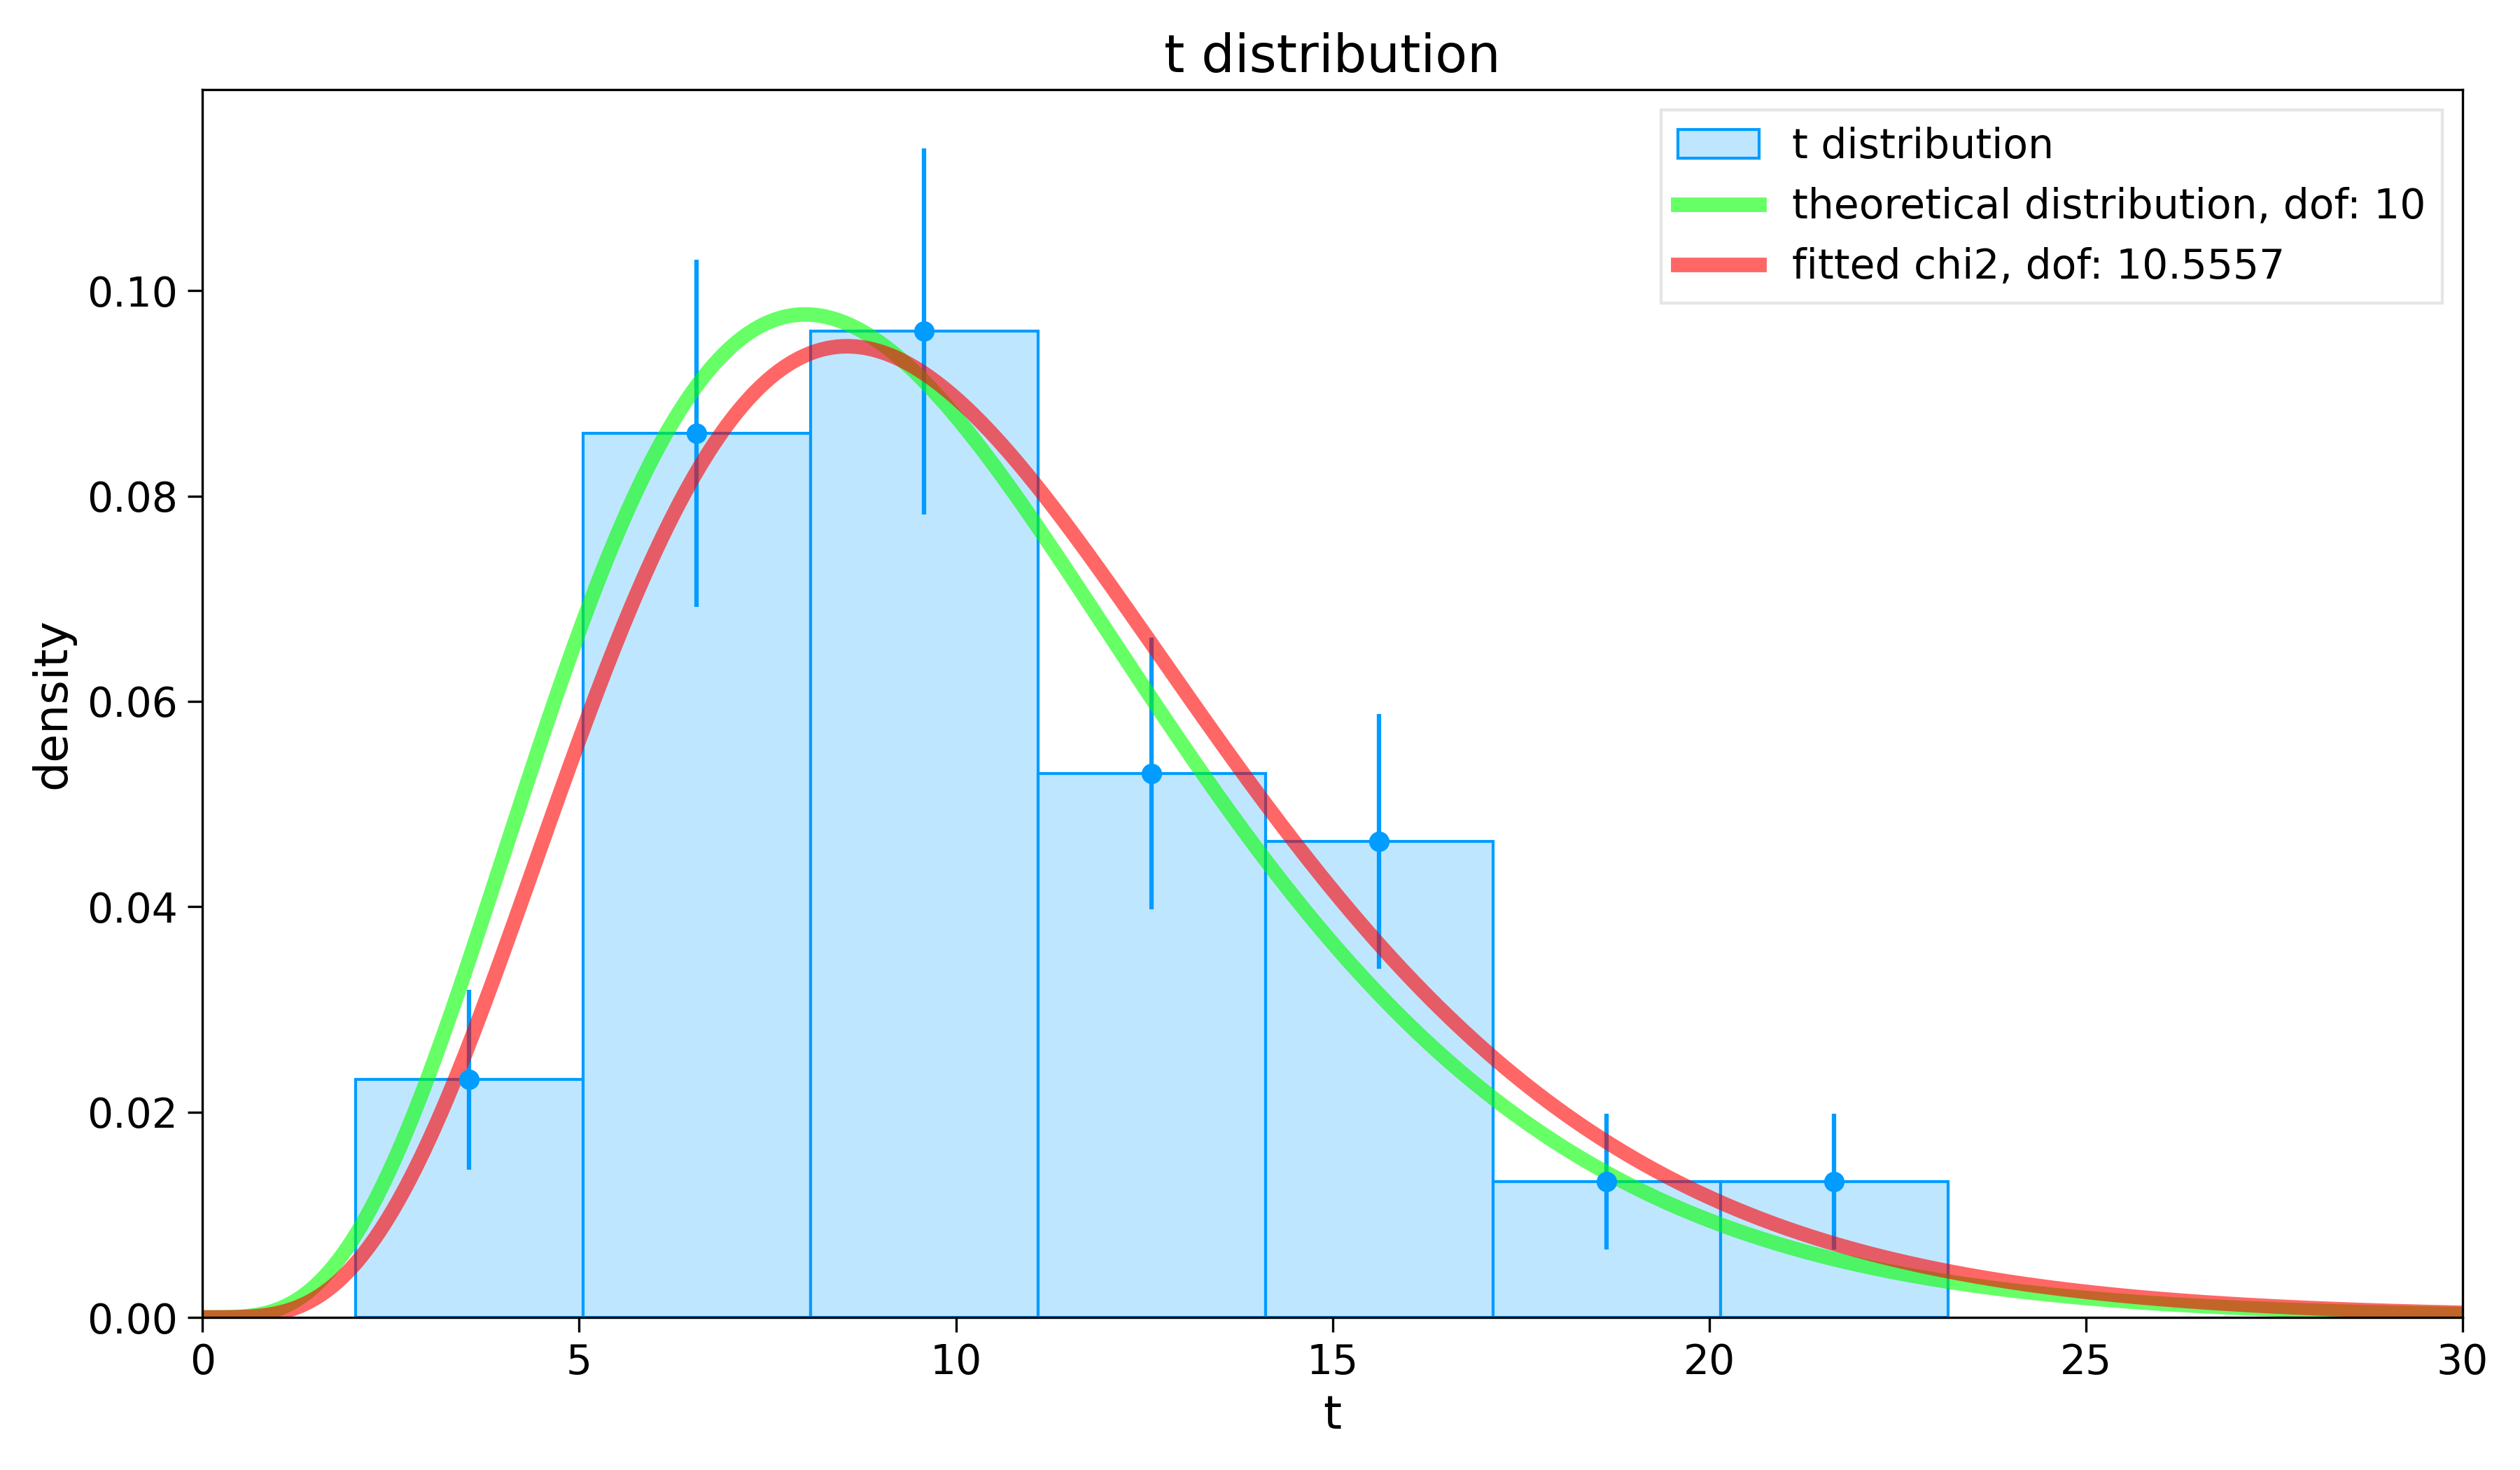 t distribution
t distribution
theoretical distribution, dof: 10
fitted chi2, dof: 10.5557
density
0.10
0.08
0.06
0.04
0.02
0.00
0 5 10 15 20 25 30
t